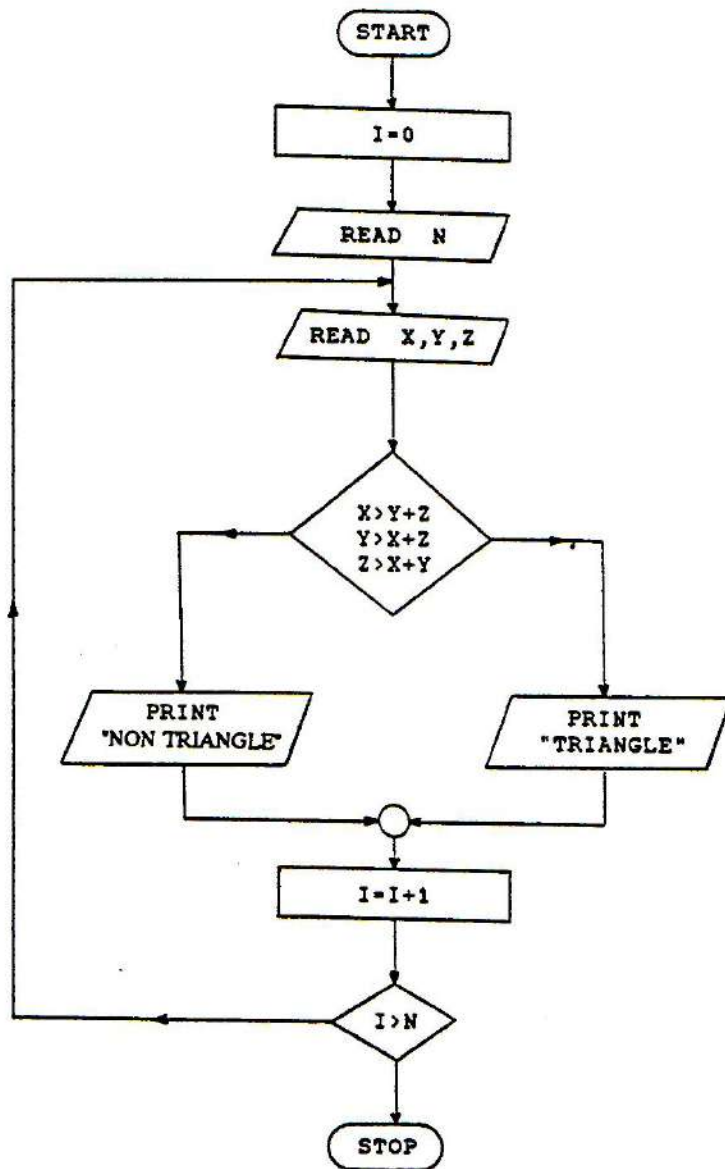 START
I=0
READ N
READ X,Y,Z
X>Y+Z
Y>X+Z
Z>X+Y
PRINT
"NON TRIANGLE"
PRINT
"TRIANGLE"
I=I+1
I>N
STOP